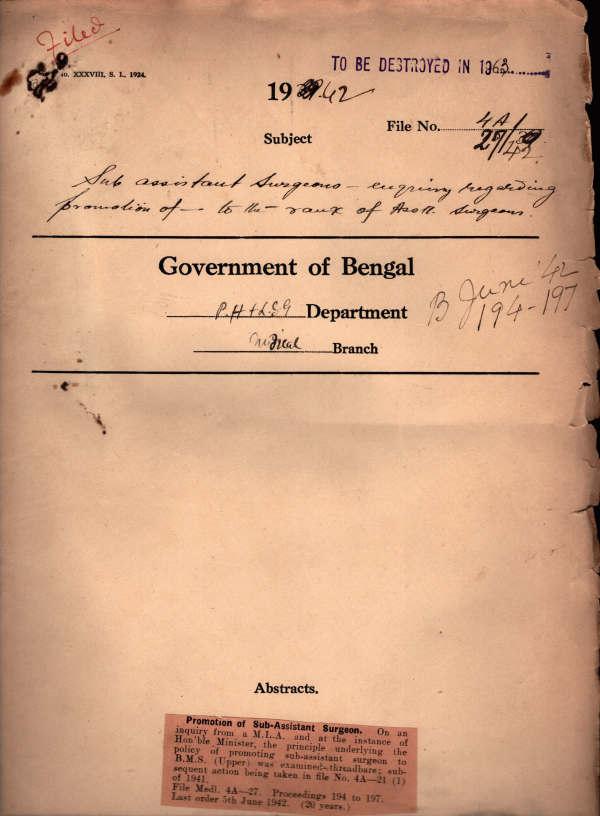 Filed
No. XXXVIII, S. L., 1924.
TO BE DESTROYED IN 1963
19 42
Subject
File No. 4A/
27/42
Sub assistant Surgeons – enquiry regarding
promotion of – to the rank of Asstt. Surgeons.
Government of Bengal
P.H & L.S.G Department
Medical Branch
B June '42
194-197
Abstracts.
Promotion of Sub-Assistant Surgeon. On an
inquiry from a M.L.A. and at the instance of
Hon'ble Minister, the principle underlying the
policy of promoting sub-assistant surgeon to
B.M.S. (Upper) was examined threadbare; sub-
sequent action being taken in file No. 4A—21 (1)
of 1941.
File Medl. 4A—27. Proceedings 194 to 197.
Last order 5th June 1942. (20 years.)